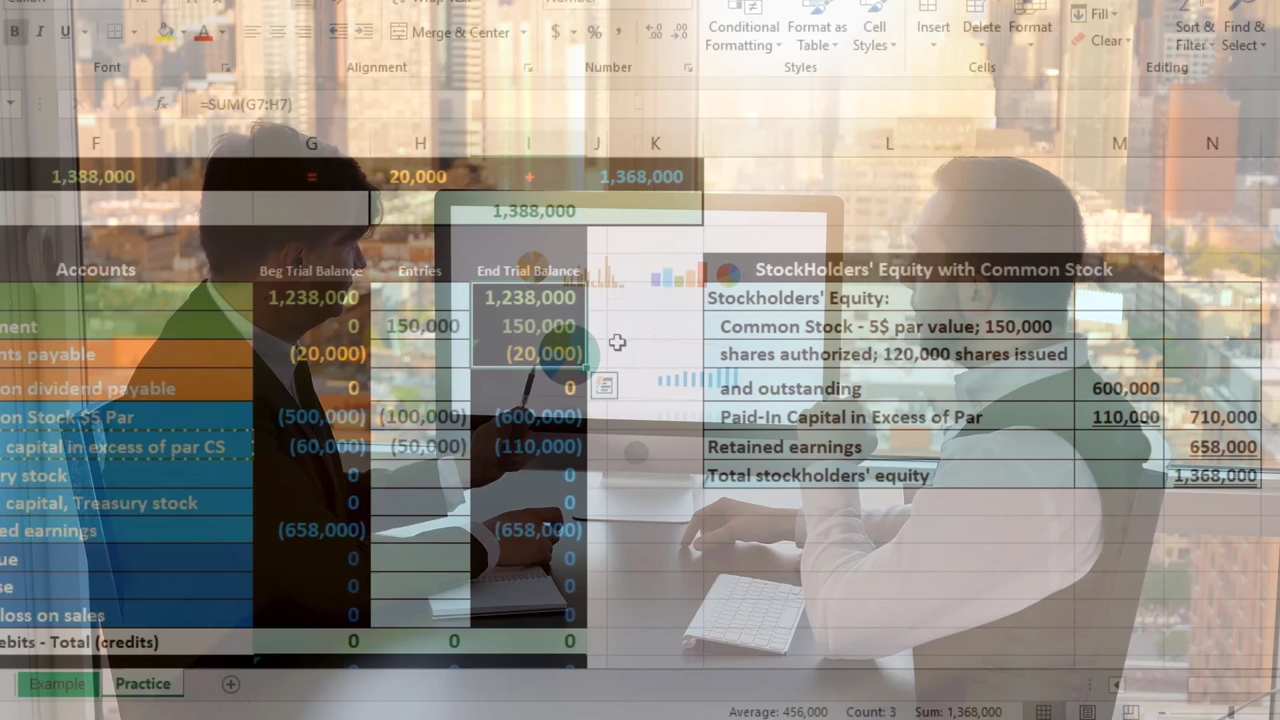 B I U Merge & Center $ % , Conditional Formatting Format as Table Cell Styles Insert Delete Format Fill Clear Sort & Filter Find & Select
Font Alignment Number Styles Cells Editing
fx =SUM(G7:H7)
F G H I J K L M N
1,388,000 = 20,000 + 1,368,000
1,388,000
Accounts Beg Trial Balance Entries End Trial Balance StockHolders' Equity with Common Stock
1,238,000 1,238,000 Stockholders' Equity:
ment 0 150,000 150,000 Common Stock - 5$ par value; 150,000
nts payable (20,000) (20,000) shares authorized; 120,000 shares issued
on dividend payable 0 0 and outstanding 600,000
on Stock $5 Par (500,000) (100,000) (600,000) Paid-In Capital in Excess of Par 110,000 710,000
capital in excess of par CS (60,000) (50,000) (110,000) Retained earnings 658,000
ry stock 0 0 Total stockholders' equity 1,368,000
capital, Treasury stock 0 0
ed earnings (658,000) (658,000)
ue 0 0
se 0 0
loss on sales 0 0
ebits - Total (credits) 0 0 0
Example Practice
Average: 456,000 Count: 3 Sum: 1,368,000